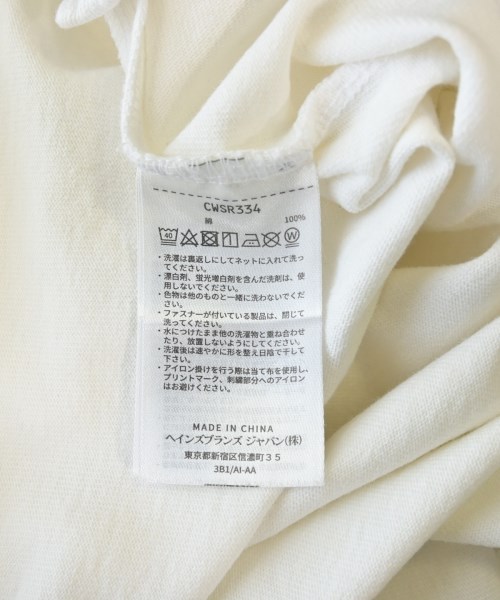 CWSR334
綿 100%
40 W
・洗濯は裏返しにしてネットに入れて洗っ
てください。
・漂白剤、蛍光増白剤を含んだ洗剤は、使
用しないでください。
・色物は他のものと一緒に洗わないでくだ
さい。
・ファスナーが付いている製品は、閉じて
洗ってください。
・水につけたまま他の洗濯物と重ね合わせ
たり、放置しないようにしてください。
・洗濯後は速やかに形を整え日陰で干して
下さい。
・アイロン掛けを行う際は当て布を使用し、
プリントマーク、刺繍部分へのアイロン
はお避けください。
MADE IN CHINA
ヘインズブランズ ジャパン(株)
東京都新宿区信濃町35
3B1/AI-AA